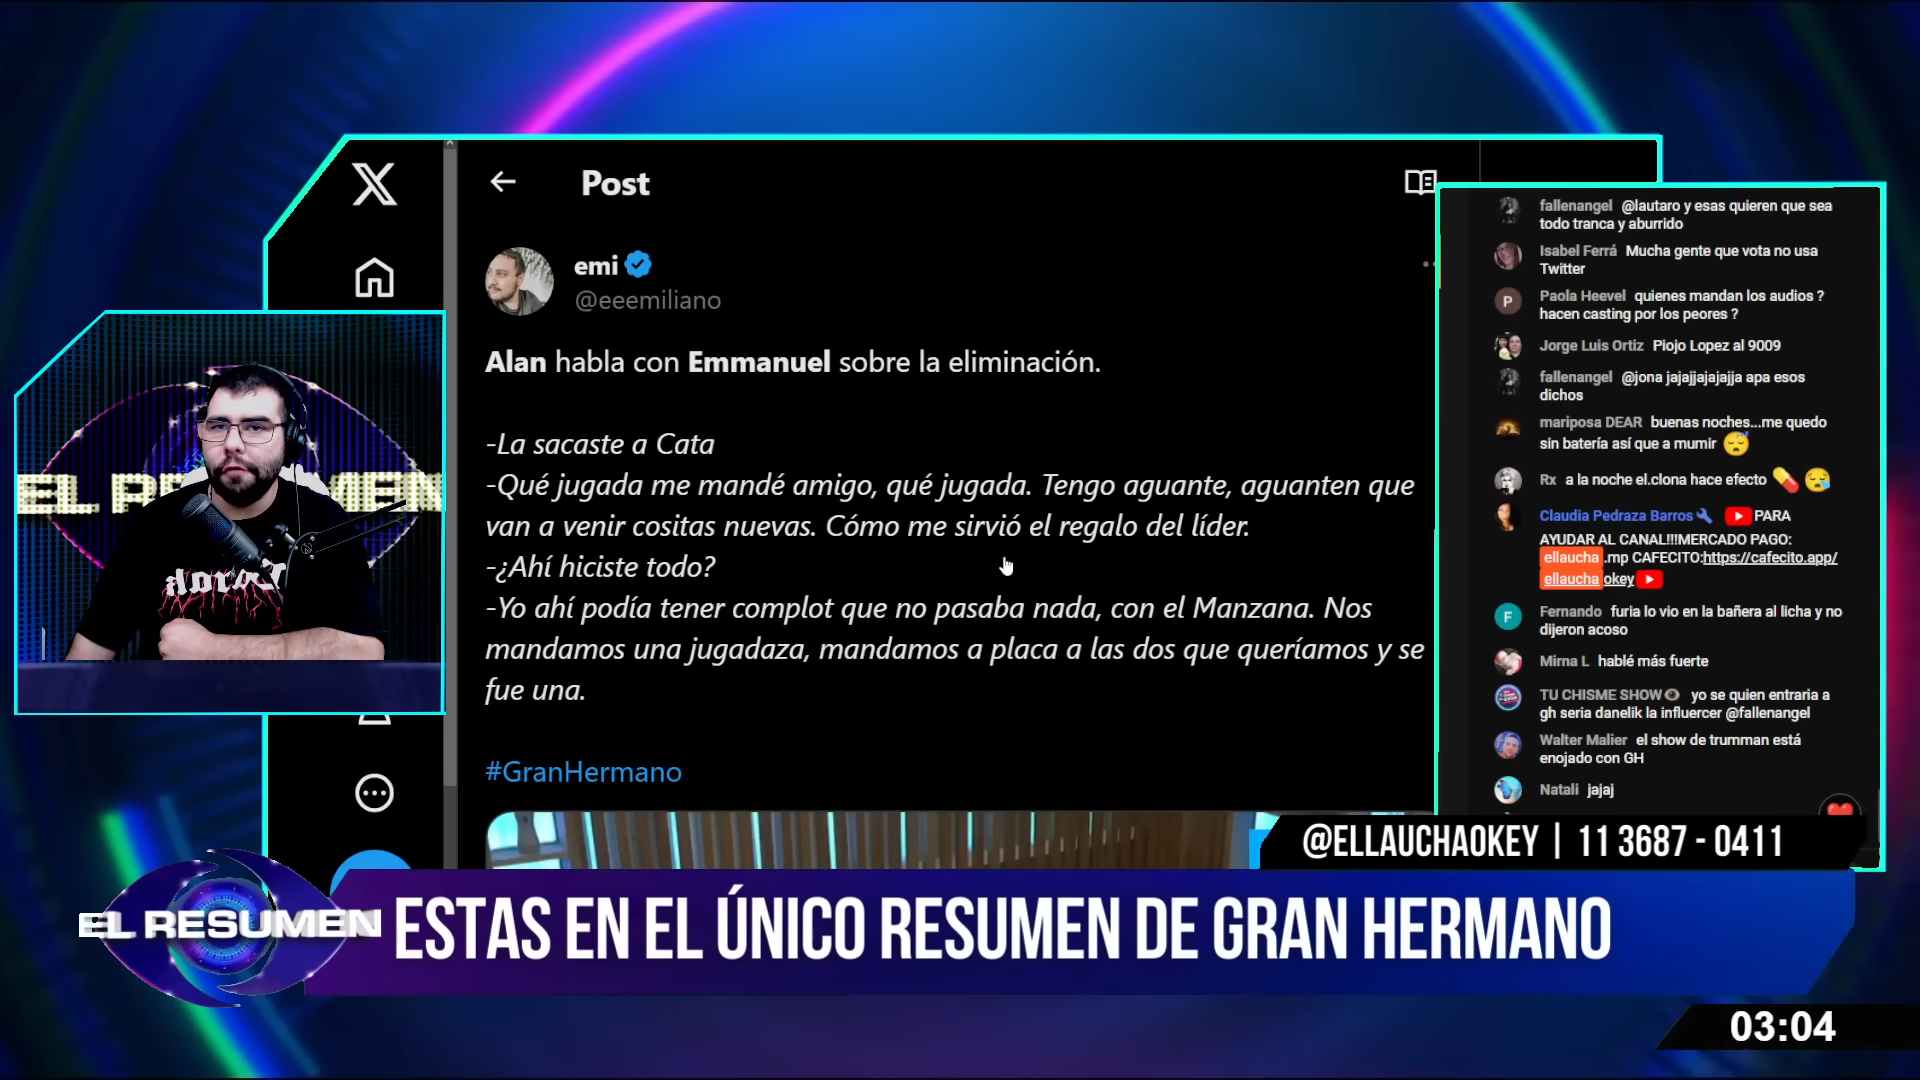 Post
emi
@eeemiliano
Alan habla con Emmanuel sobre la eliminación.
-La sacaste a Cata
-Qué jugada me mandé amigo, qué jugada. Tengo aguante, aguanten que
van a venir cositas nuevas. Cómo me sirvió el regalo del líder.
-¿Ahí hiciste todo?
-Yo ahí podía tener complot que no pasaba nada, con el Manzana. Nos
mandamos una jugadaza, mandamos a placa a las dos que queríamos y se
fue una.
#GranHermano
fallenangel @lautaro y esas quieren que sea
todo tranca y aburrido
Isabel Ferrá Mucha gente que vota no usa
Twitter
P
Paola Heevel quienes mandan los audios ?
hacen casting por los peores ?
Jorge Luis Ortiz Piojo Lopez al 9009
fallenangel @jona jajajjajajajja apa esos
dichos
mariposa DEAR buenas noches...me quedo
sin batería así que a mumir 😴
Rx a la noche el.clona hace efecto 💊 😪
Claudia Pedraza Barros PARA
AYUDAR AL CANAL!!!MERCADO PAGO:
ellaucha.mp CAFECITO:https://cafecito.app/
ellauchaokey
F
Fernando furia lo vio en la bañera al licha y no
dijeron acoso
Mirna L hablé más fuerte
TU CHISME SHOW👁 yo se quien entraria a
gh seria danelik la influercer @fallenangel
Walter Malier el show de trumman está
enojado con GH
Natali jajaj
EL RESUMEN
@ELLAUCHAOKEY | 11 3687 - 0411
EL RESUMEN
ESTAS EN EL ÚNICO RESUMEN DE GRAN HERMANO
03:04